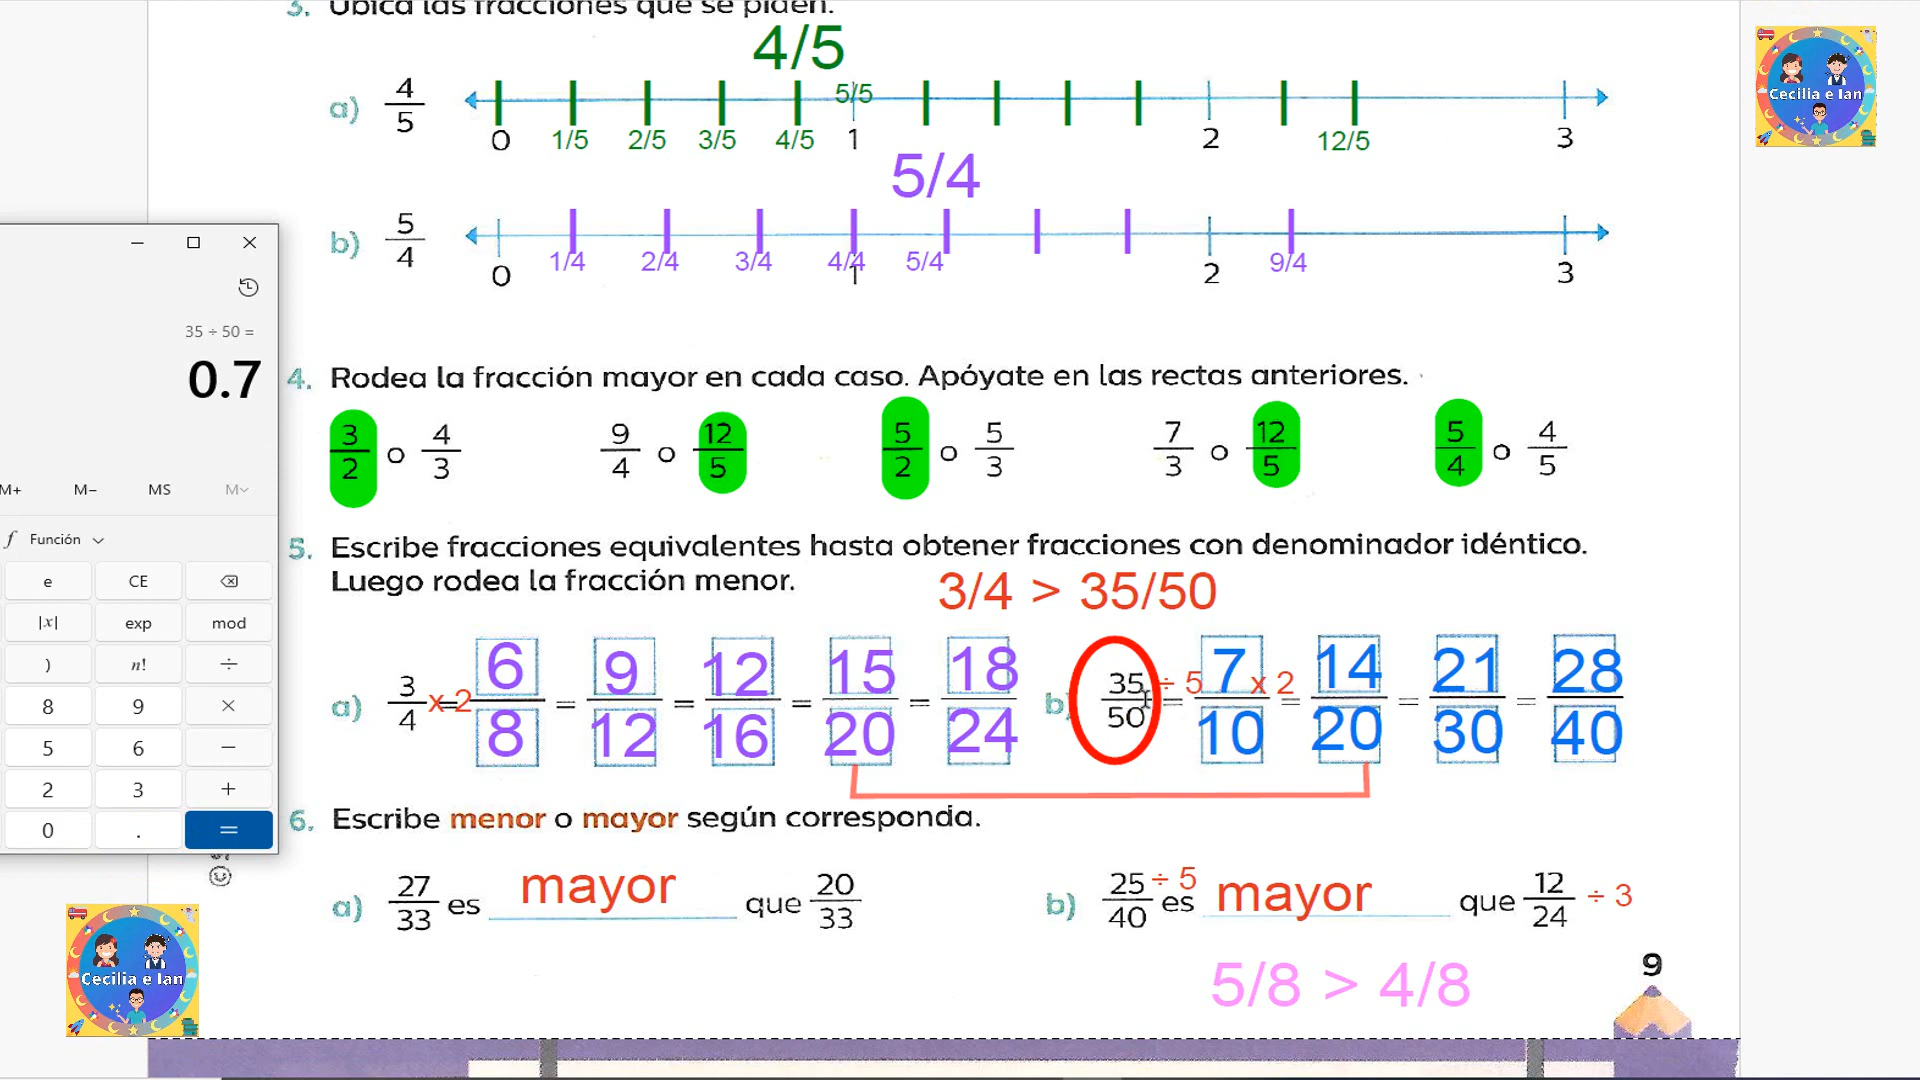 3. Ubica las fracciones que se piden.
4/5
a) 4/5
5/5
0 1/5 2/5 3/5 4/5 1 2 12/5 3
5/4
b) 5/4
1/4 2/4 3/4 4/4 5/4 9/4
0 1 2 3
35 ÷ 50 =
0.7
4. Rodea la fracción mayor en cada caso. Apóyate en las rectas anteriores.
3/2 o 4/3 9/4 o 12/5 5/2 o 5/3 7/3 o 12/5 5/4 o 4/5
M+ M− MS M
f Función
e CE
|x| exp mod
) n! ÷
8 9 ×
5 6 −
2 3 +
0 . =
5. Escribe fracciones equivalentes hasta obtener fracciones con denominador idéntico.
Luego rodea la fracción menor.
3/4 > 35/50
a) 3/4 x 2 = 6/8 = 9/12 = 12/16 = 15/20 = 18/24
b) 35/50 ÷ 5 = 7/10 x 2 = 14/20 = 21/30 = 28/40
6. Escribe menor o mayor según corresponda.
a) 27/33 es mayor que 20/33
b) 25/40 ÷ 5 es mayor que 12/24 ÷ 3
5/8 > 4/8
9
Cecilia e Ian
Cecilia e Ian